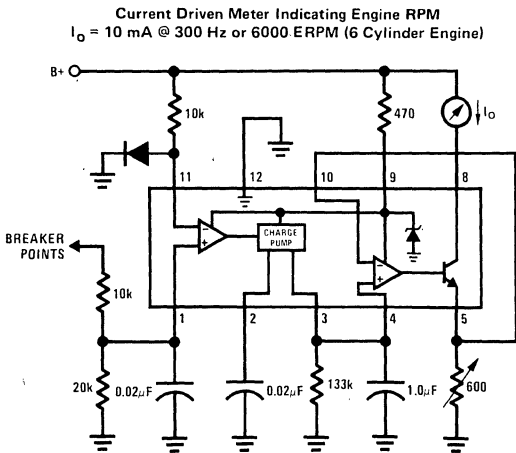 Current Driven Meter Indicating Engine RPM
I₀ = 10 mA @ 300 Hz or 6000 ERPM (6 Cylinder Engine)
B+
10k
470
I₀
11
12
10
9
8
CHARGE
PUMP
BREAKER
POINTS
10k
1
2
3
4
5
20k
0.02µF
0.02µF
133k
1.0µF
600